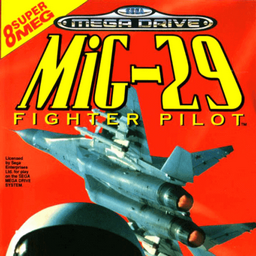 8 SUPER
MEG
SEGA
MEGA DRIVE
MiG-29
FIGHTER PILOT™
Licensed
by Sega
Enterprises
Ltd. for play
on the SEGA
MEGA DRIVE
SYSTEM.